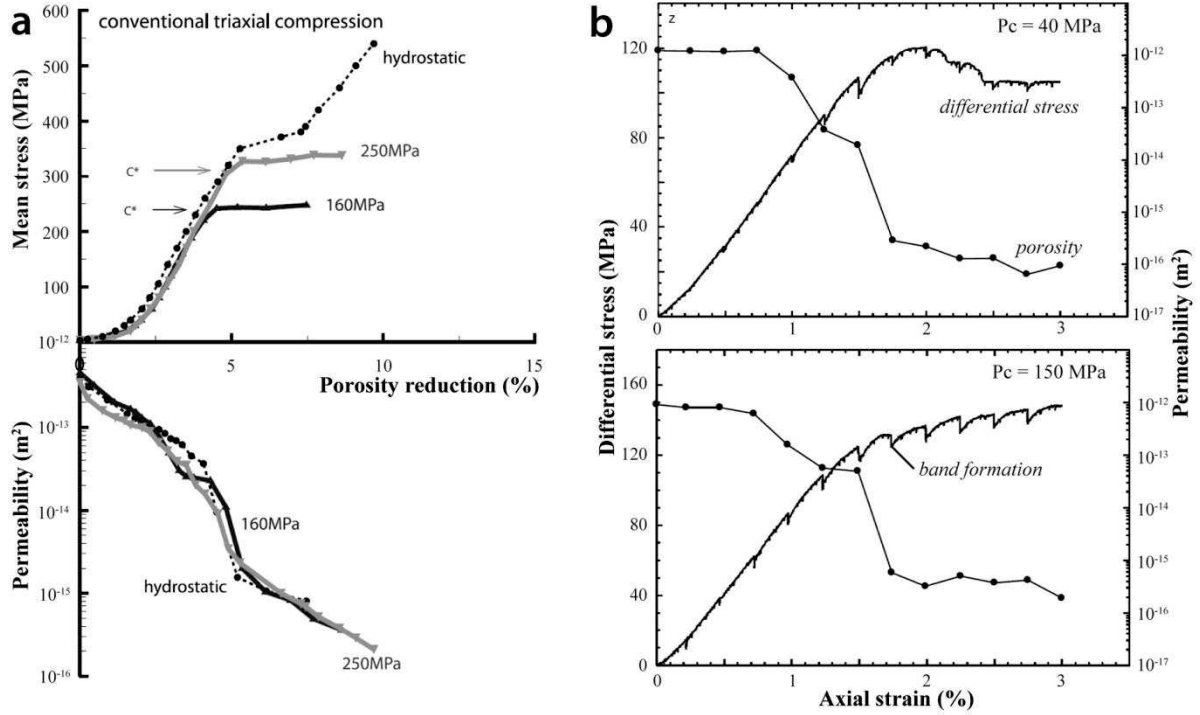 a
conventional triaxial compression
600
500
400
300
200
100
Mean stress (MPa)
hydrostatic
250MPa
C*
C*
160MPa
10⁻¹²
0
5
10
15
Porosity reduction (%)
10⁻¹³
10⁻¹⁴
10⁻¹⁵
10⁻¹⁶
Permeability (m²)
160MPa
hydrostatic
250MPa
b
z
Pc = 40 MPa
120
80
40
0
10⁻¹²
10⁻¹³
10⁻¹⁴
10⁻¹⁵
10⁻¹⁶
10⁻¹⁷
differential stress
porosity
0
1
2
3
Differential stress (MPa)
Permeability (m²)
Pc = 150 MPa
160
140
120
100
80
60
40
20
0
10⁻¹²
10⁻¹³
10⁻¹⁴
10⁻¹⁵
10⁻¹⁶
10⁻¹⁷
band formation
0
1
2
3
Axial strain (%)